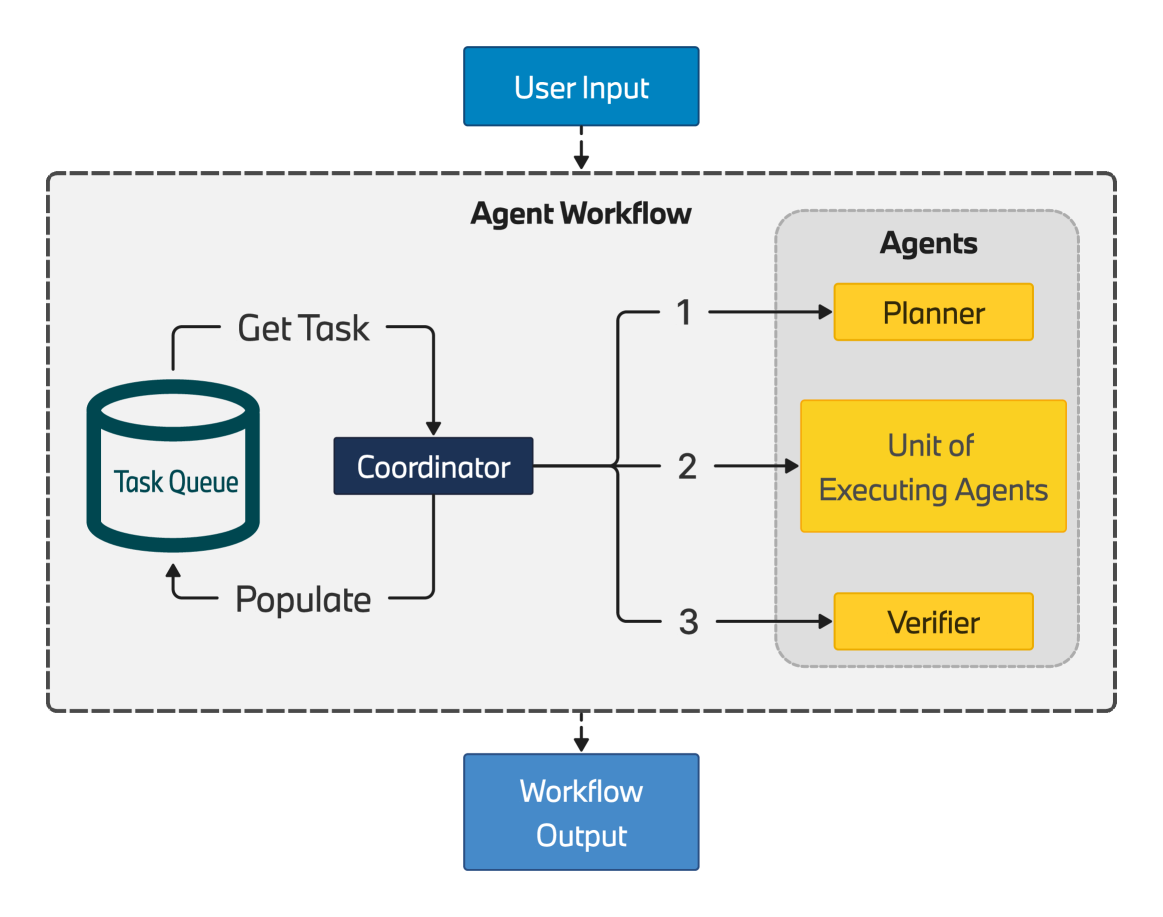 User Input
Agent Workflow
Agents
1
Planner
Get Task
Task Queue
Coordinator
2
Unit of
Executing Agents
Populate
3
Verifier
Workflow
Output